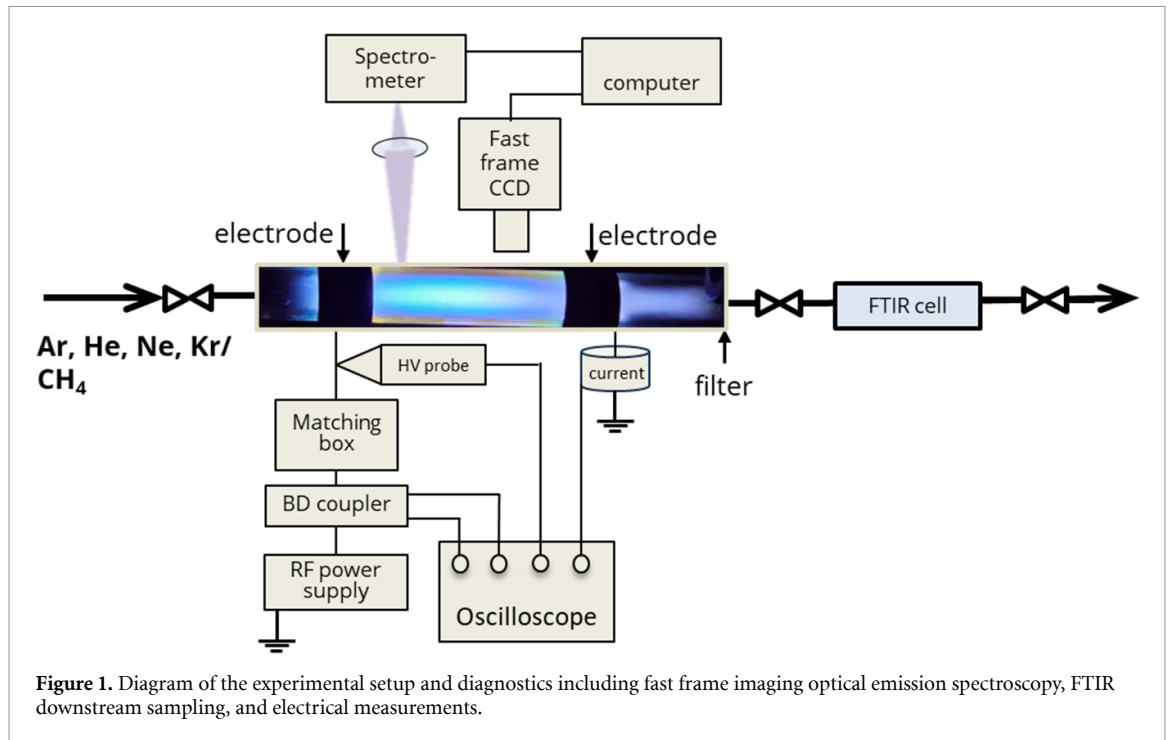 Spectro-
meter
computer
Fast
frame
CCD
electrode
electrode
Ar, He, Ne, Kr/
CH₄
FTIR cell
HV probe
current
filter
Matching
box
BD coupler
RF power
supply
Oscilloscope
Figure 1. Diagram of the experimental setup and diagnostics including fast frame imaging optical emission spectroscopy, FTIR
downstream sampling, and electrical measurements.